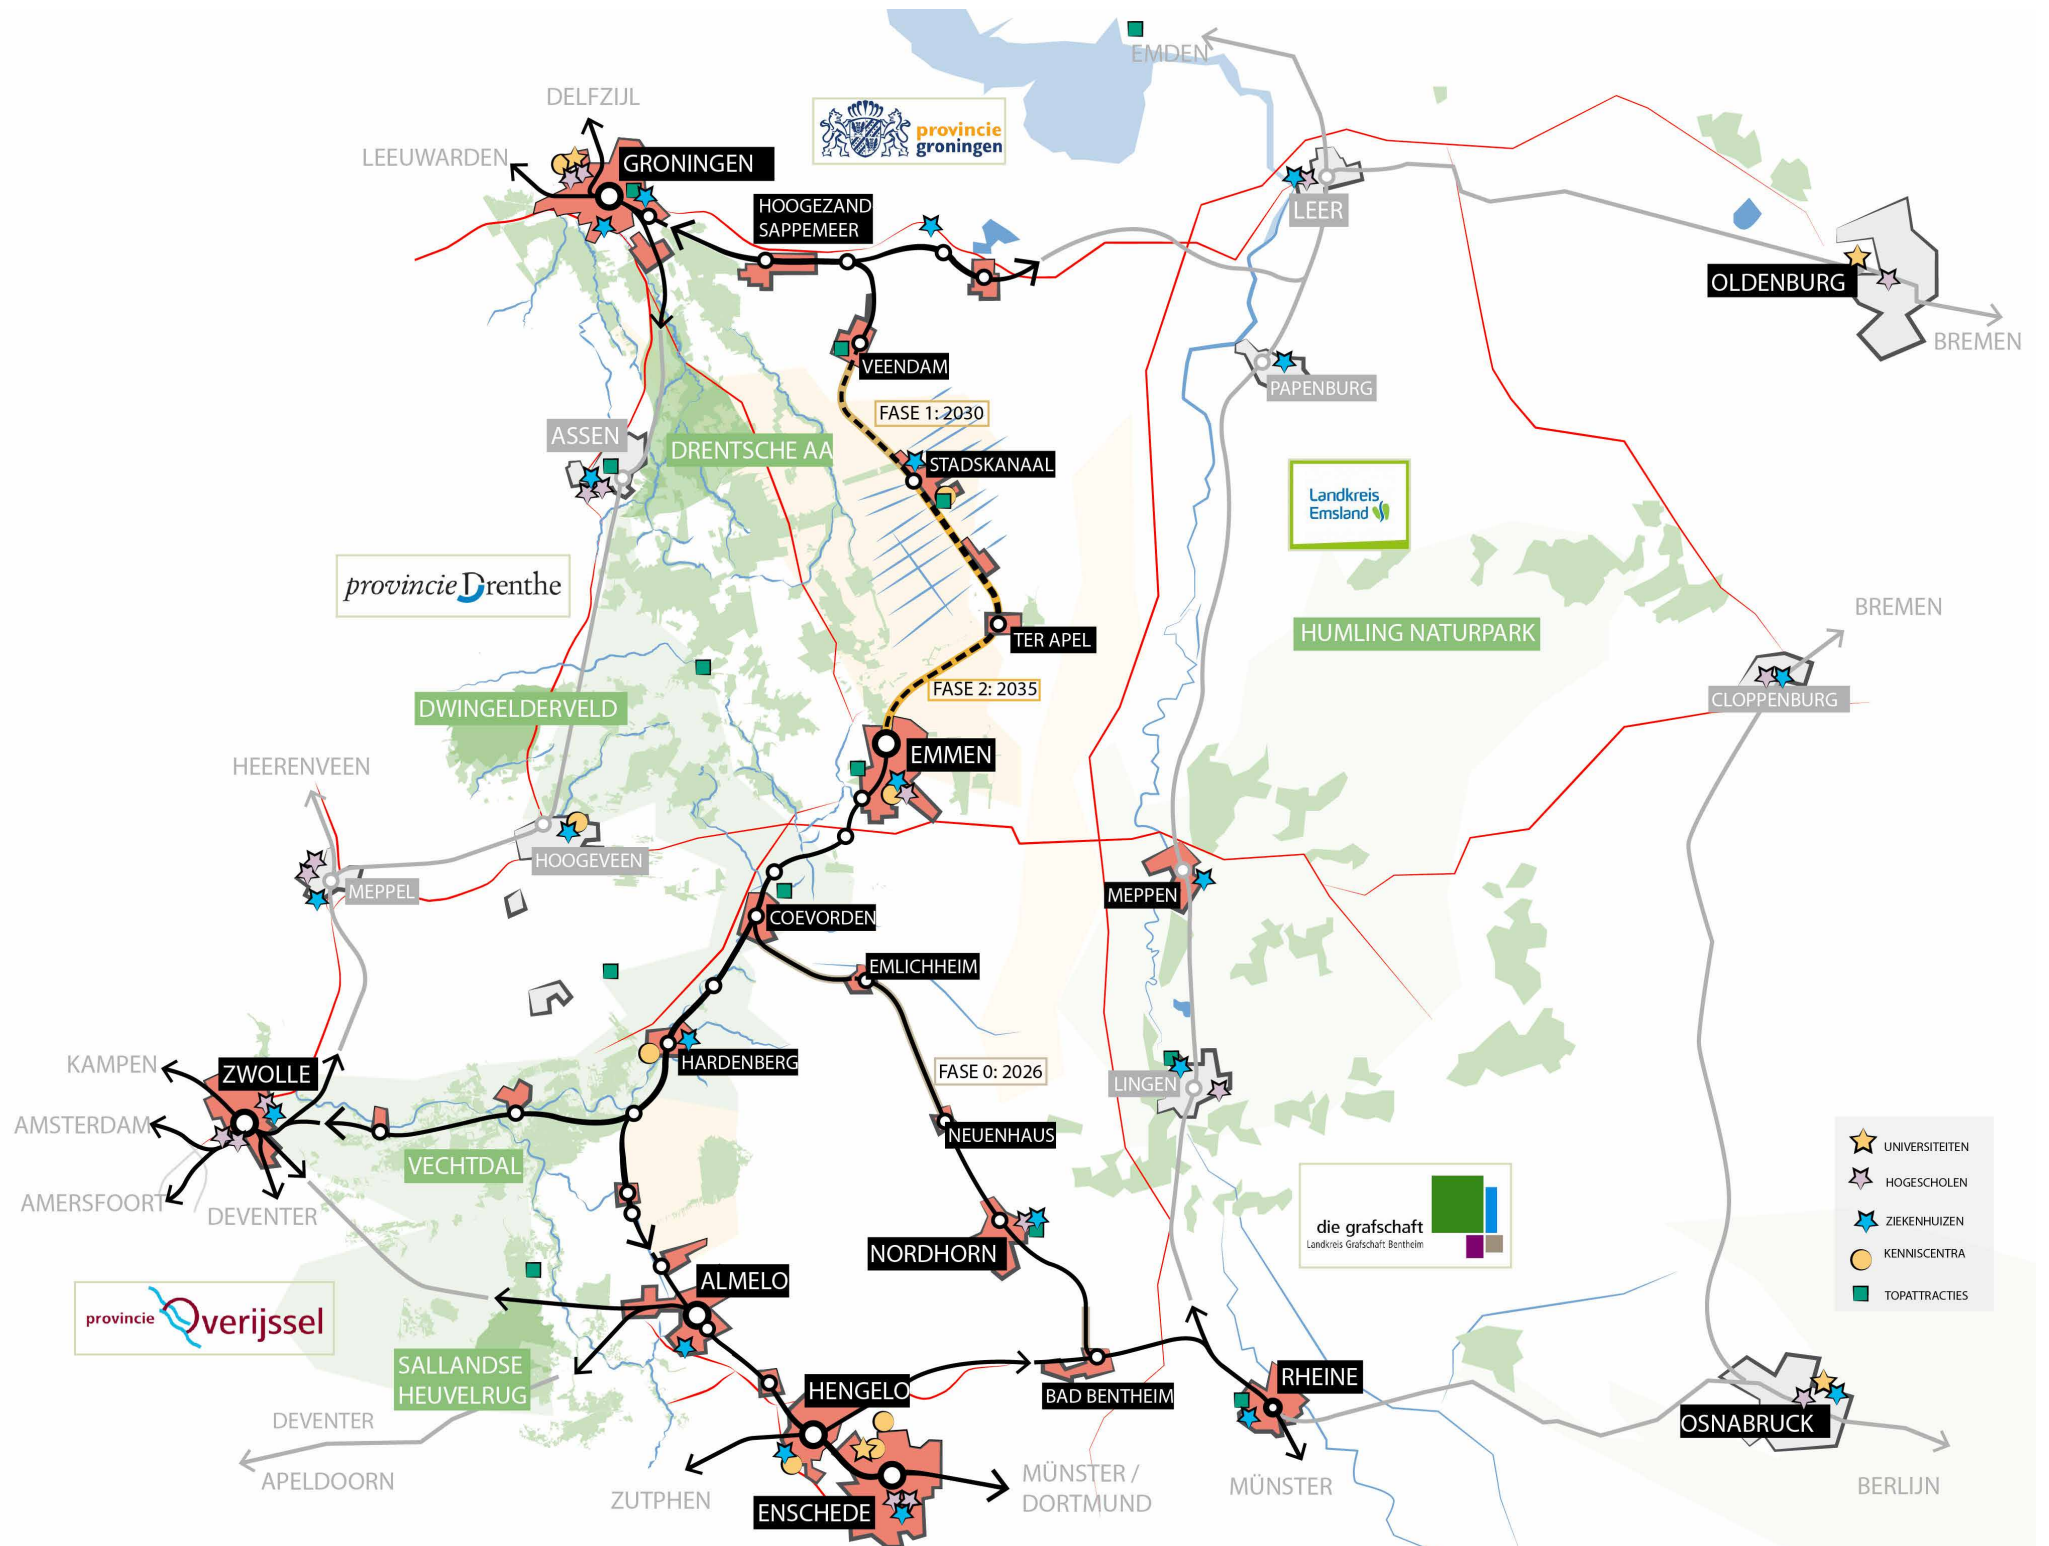 EMDEN
DELFZIJL
LEEUWARDEN
GRONINGEN
provincie
groningen
HOOGEZAND
SAPPEMEER
LEER
OLDENBURG
BREMEN
VEENDAM
PAPENBURG
FASE 1: 2030
ASSEN
DRENTSCHE AA
STADSKANAAL
Landkreis
Emsland
provincie Drenthe
TER APEL
HUMLING NATURPARK
BREMEN
FASE 2: 2035
DWINGELDERVELD
CLOPPENBURG
HEERENVEEN
EMMEN
HOOGEVEEN
MEPPEL
MEPPEN
COEVORDEN
EMLICHHEIM
KAMPEN
ZWOLLE
HARDENBERG
FASE 0: 2026
LINGEN
AMSTERDAM
NEUENHAUS
VECHTDAL
AMERSFOORT
DEVENTER
UNIVERSITEITEN
HOGESCHOLEN
ZIEKENHUIZEN
KENNISCENTRA
TOPATTRACTIES
die grafschaft
Landkreis Grafschaft Bentheim
NORDHORN
ALMELO
provincie Overijssel
SALLANDSE
HEUVELRUG
HENGELO
BAD BENTHEIM
RHEINE
OSNABRUCK
DEVENTER
APELDOORN
ZUTPHEN
ENSCHEDE
MÜNSTER /
DORTMUND
MÜNSTER
BERLIJN